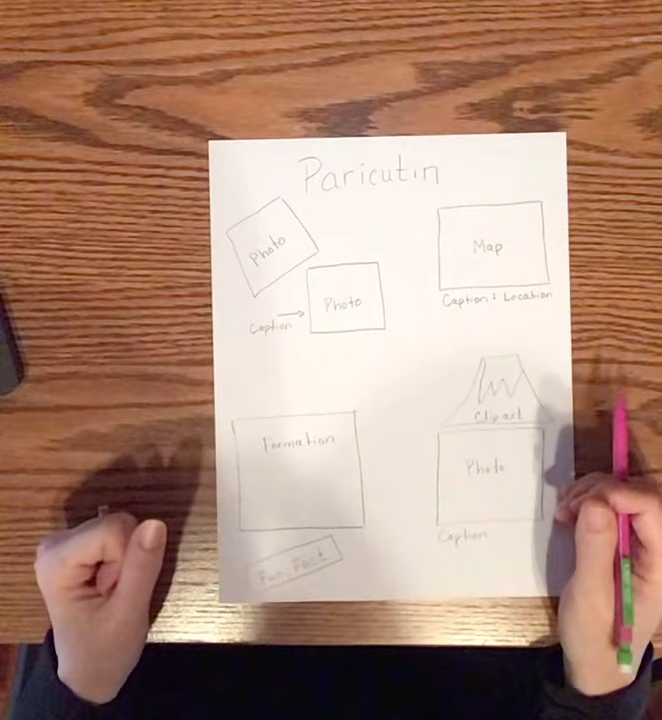 Paricutin
Photo
Map
Photo
Caption
Caption: Location
Clipart
Formation
Photo
Caption:
Fun Fact